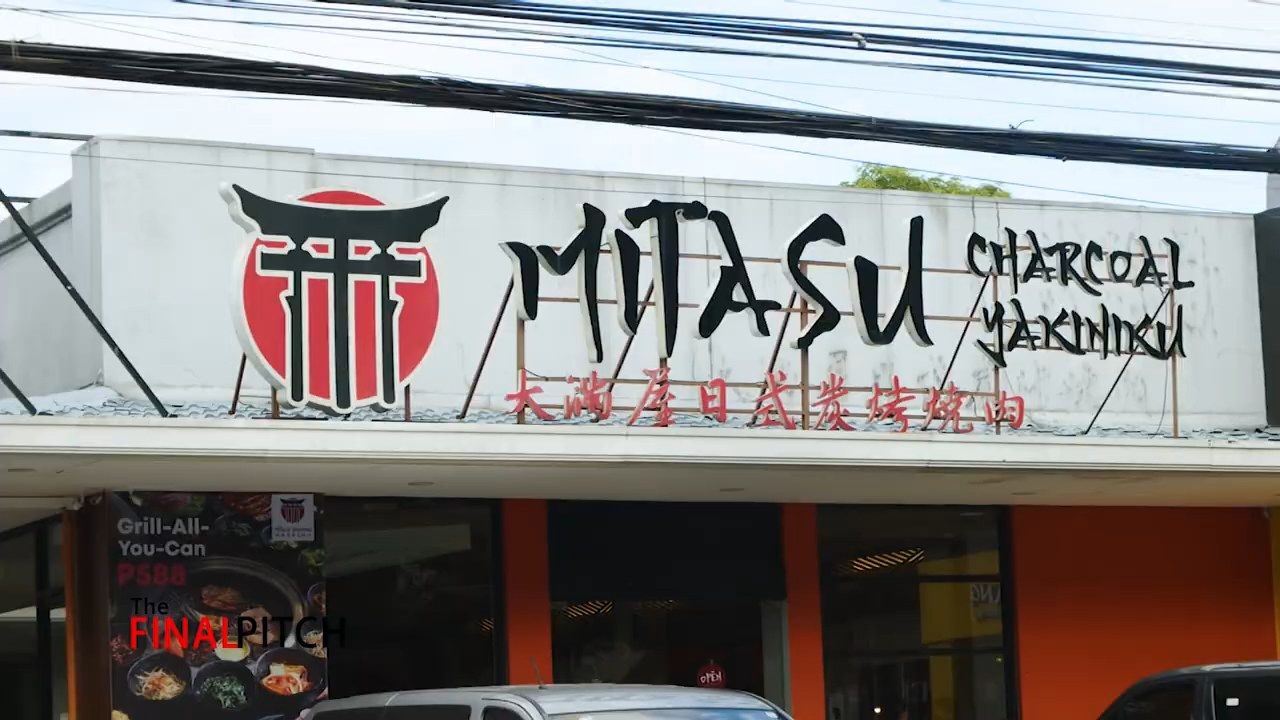 MITASU
CHARCOAL
YAKINIKU
大満屋日式炭烤燒肉
Grill-All-
You-Can
P588
The
FINALPITCH
OPEN